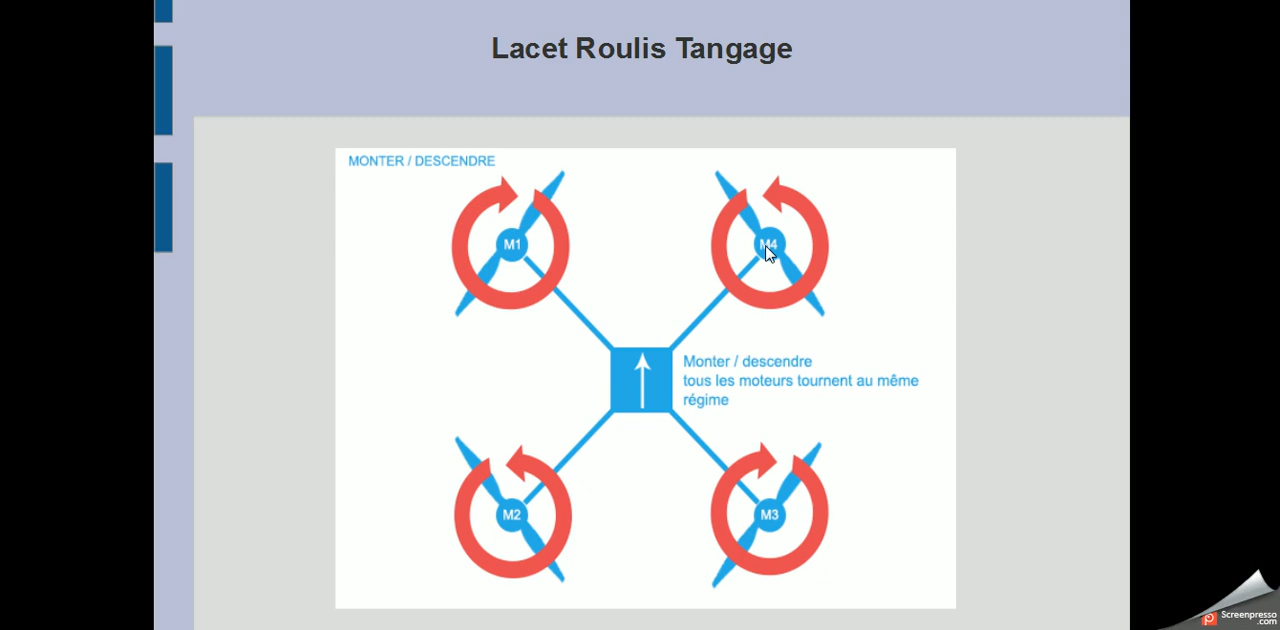 Lacet Roulis Tangage
MONTER / DESCENDRE
M1
M4
Monter / descendre
tous les moteurs tournent au même
régime
M2
M3
Screenpresso
.com